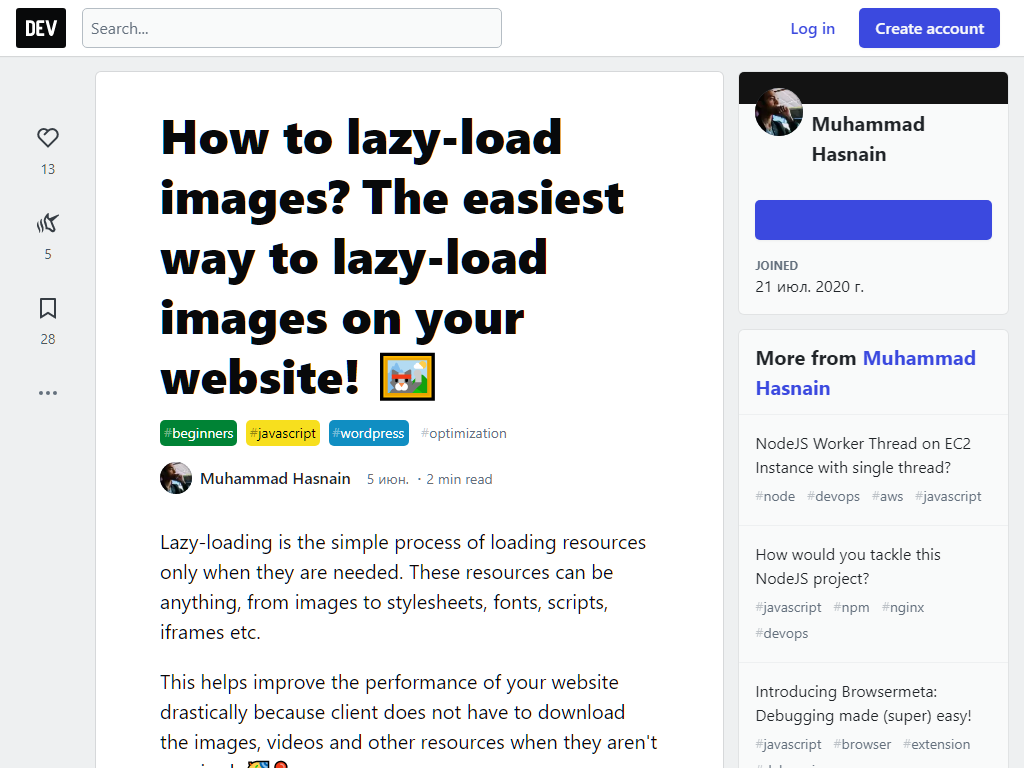 DEV
Search...
Log in
Create account
13
5
28
How to lazy-load
images? The easiest
way to lazy-load
images on your
website!
#beginners #javascript #wordpress #optimization
Muhammad Hasnain 5 июн. ・2 min read
Lazy-loading is the simple process of loading resources
only when they are needed. These resources can be
anything, from images to stylesheets, fonts, scripts,
iframes etc.
This helps improve the performance of your website
drastically because client does not have to download
the images, videos and other resources when they aren't
Muhammad
Hasnain
JOINED
21 июл. 2020 г.
More from Muhammad
Hasnain
NodeJS Worker Thread on EC2
Instance with single thread?
#node #devops #aws #javascript
How would you tackle this
NodeJS project?
#javascript #npm #nginx
#devops
Introducing Browsermeta:
Debugging made (super) easy!
#javascript #browser #extension